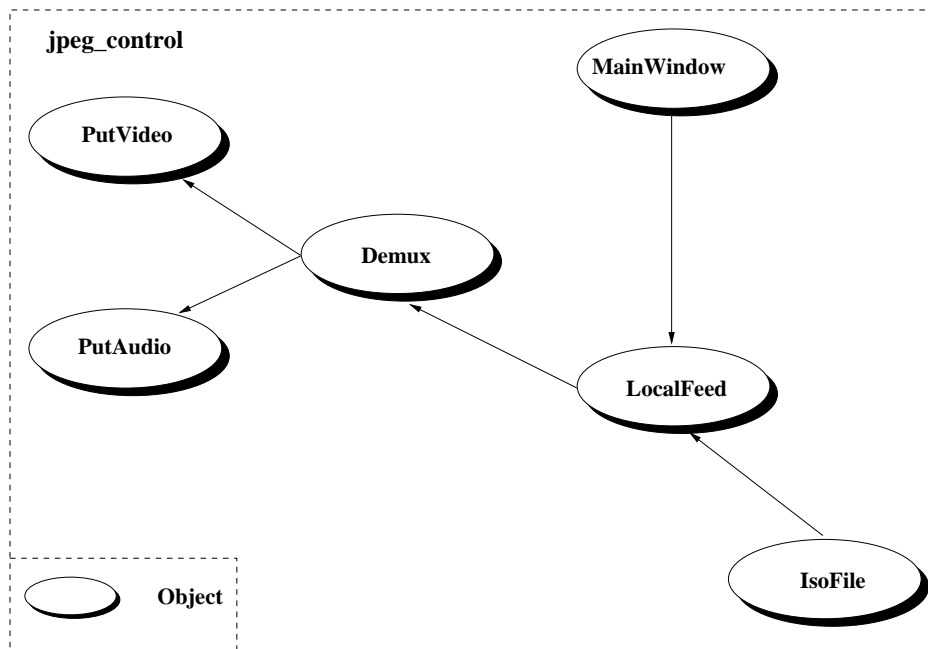 jpeg_control
MainWindow
PutVideo
Demux
PutAudio
LocalFeed
IsoFile
Object